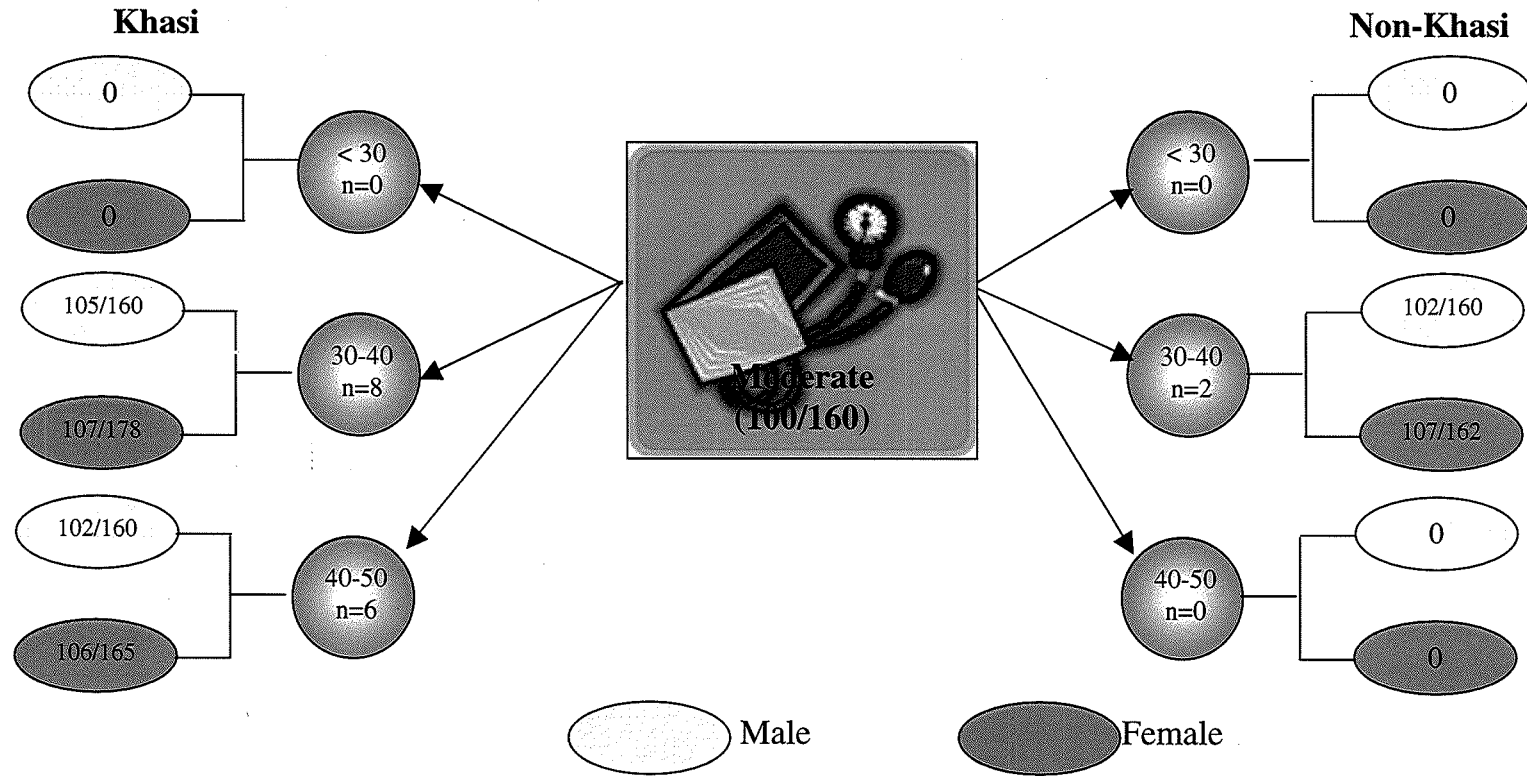 Khasi
Non-Khasi
0
< 30
n=0
0
105/160
30-40
n=8
107/178
102/160
40-50
n=6
106/165
Moderate
(100/160)
0
< 30
n=0
0
102/160
30-40
n=2
107/162
0
40-50
n=0
0
Male
Female